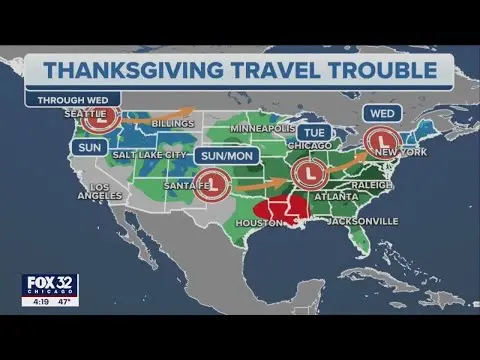 THANKSGIVING TRAVEL TROUBLE
THROUGH WED
SEATTLE
L
BILLINGS
MINNEAPOLIS
WED
L
NEW YORK
SUN
SALT LAKE CITY
SUN/MON
TUE
CHICAGO
L
LOS
ANGELES
SANTA FE
L
RALEIGH
ATLANTA
HOUSTON
JACKSONVILLE
FOX 32
CHICAGO
4:19 47°